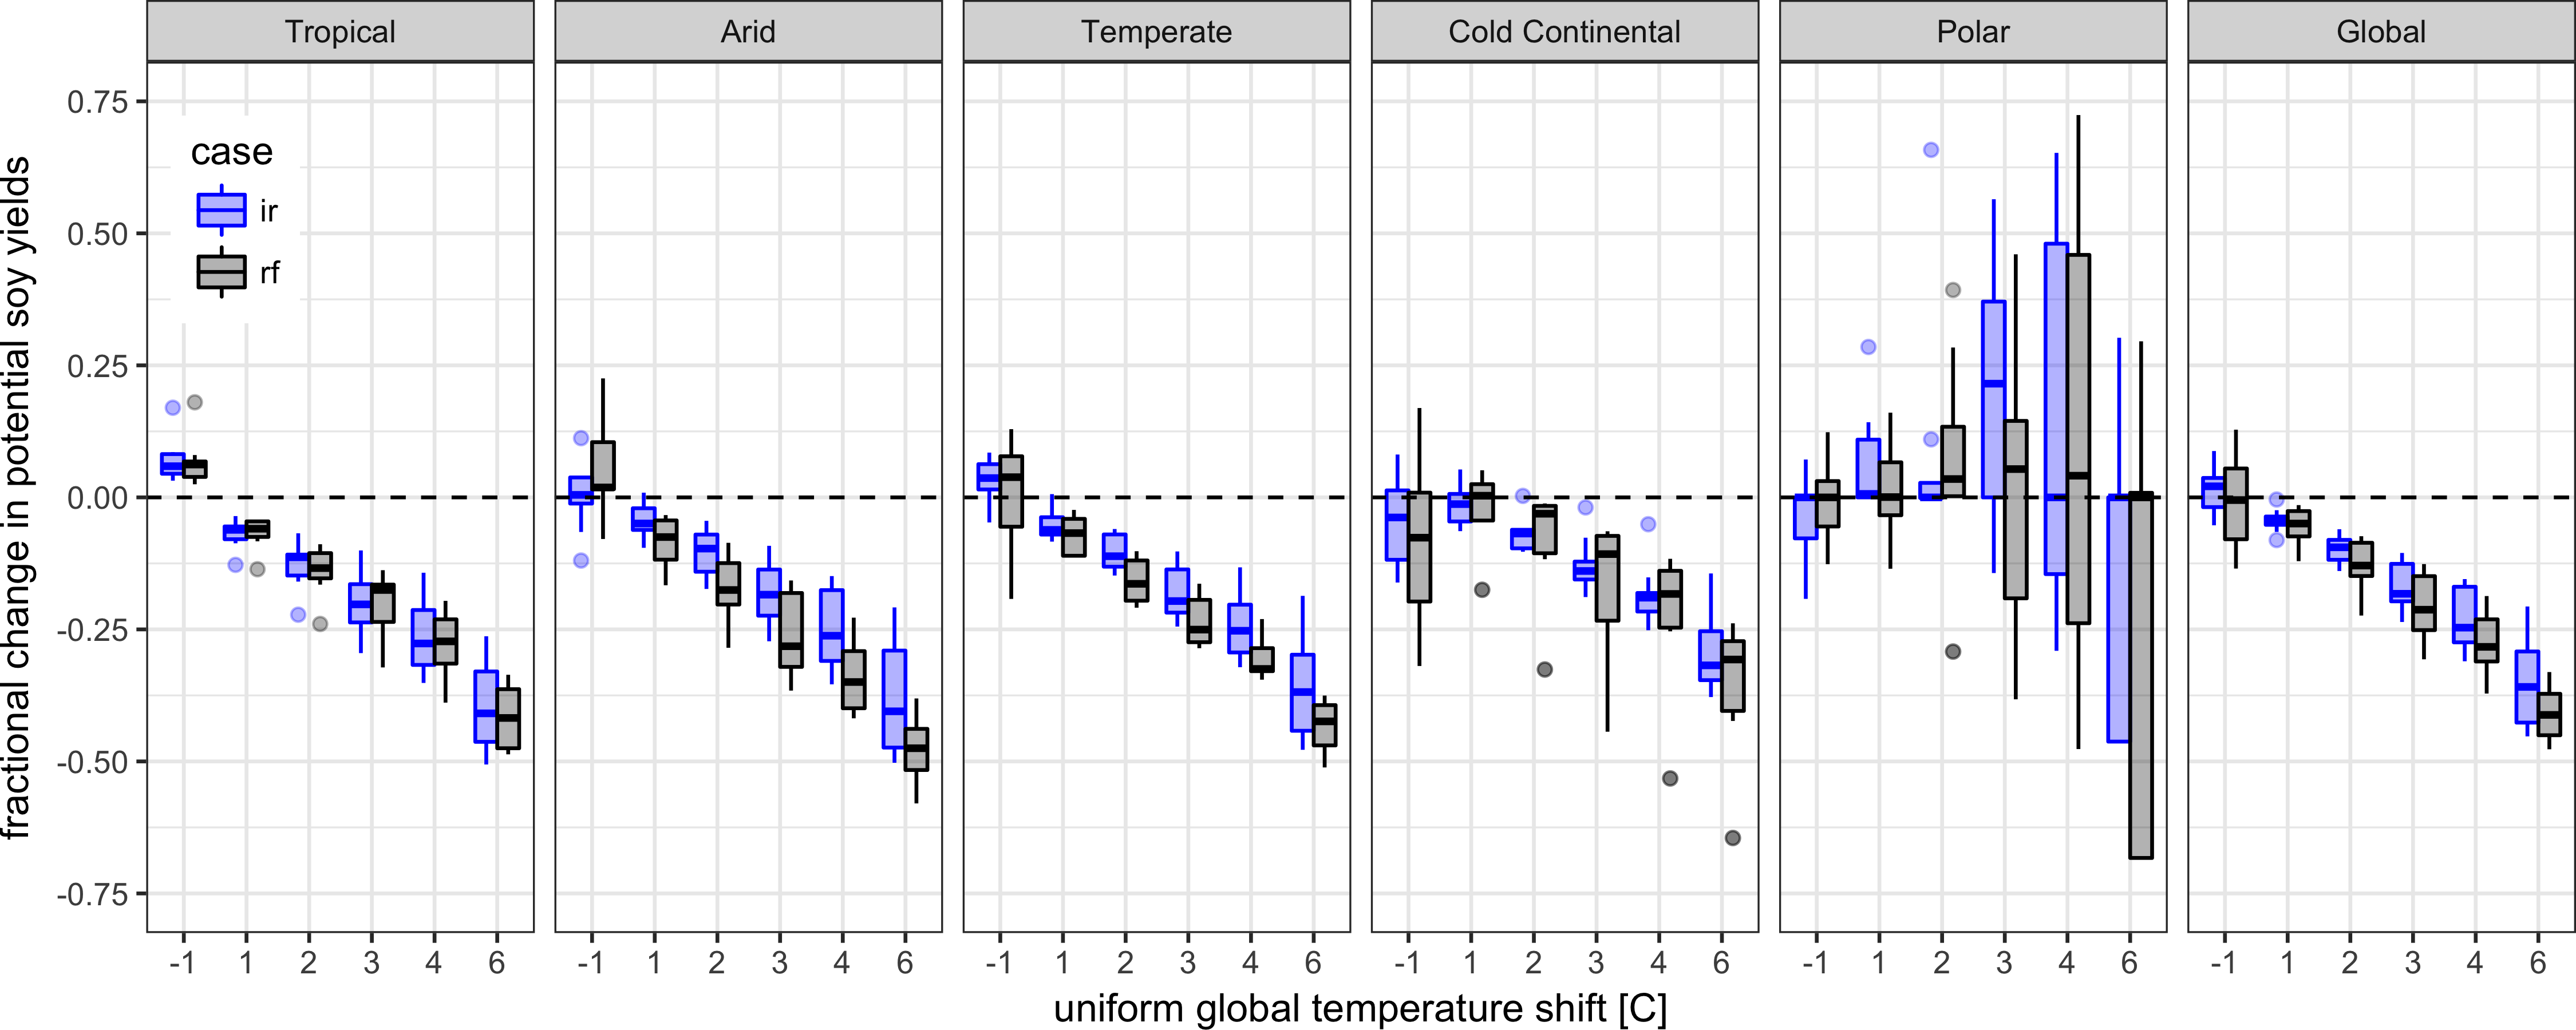 Tropical
Arid
Temperate
Cold Continental
Polar
Global
fractional change in potential soy yields
0.75
0.50
0.25
0.00
-0.25
-0.50
-0.75
case
ir
rf
-1 1 2 3 4 6
-1 1 2 3 4 6
-1 1 2 3 4 6
-1 1 2 3 4 6
-1 1 2 3 4 6
-1 1 2 3 4 6
uniform global temperature shift [C]